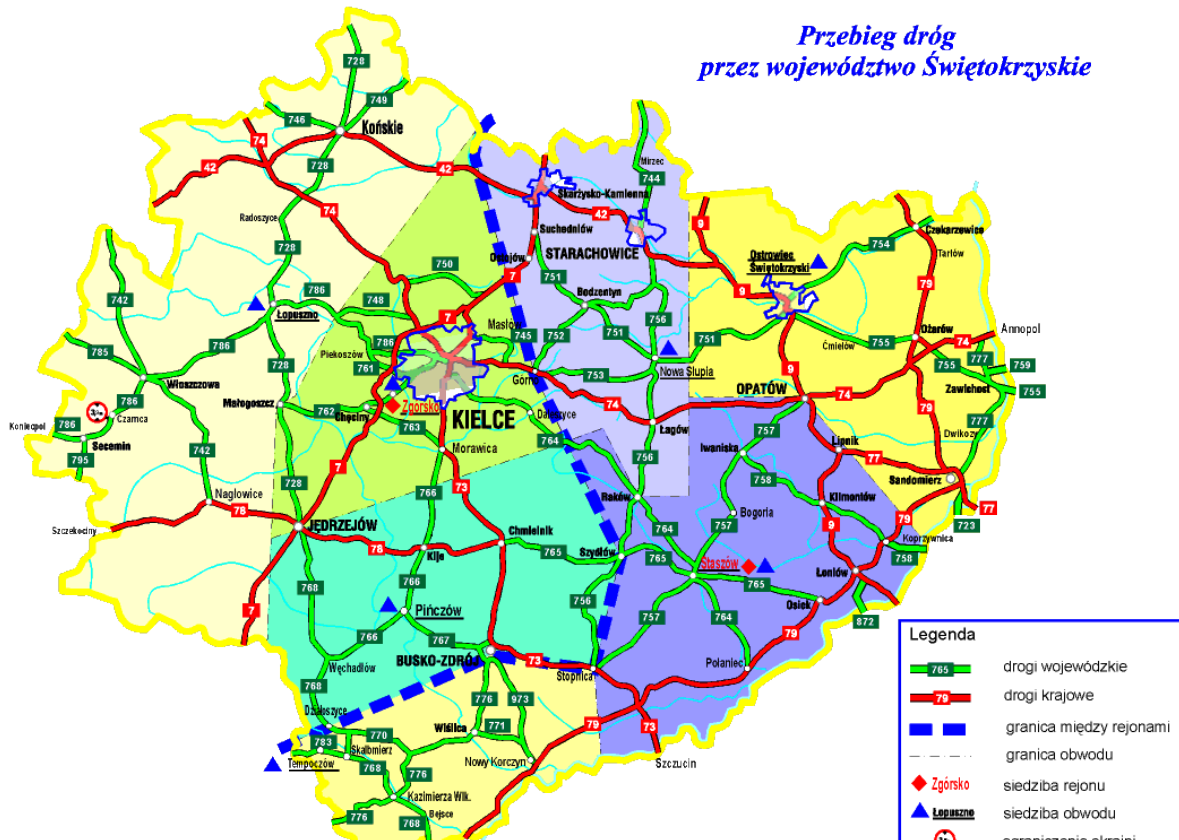 Przebieg dróg
przez województwo Świętokrzyskie
728
749
746
Końskie
74
42
728
42
74
Mirzec
744
Skarżysko-Kamienna
42
Radoszyce
Suchedniów
STARACHOWICE
9
754
Czekarzewice
Tarłów
Ostrowiec
Świętokrzyski
728
750
7
751
Bodzentyn
9
79
742
786
748
7
Masłów
756
Łopuszno
786
745
752
751
751
Ożarów
Annopol
Piekoszów
Ćmielów
755
74
785
786
761
Górno
753
Nowa Słupia
9
777
759
755
Zawichost
755
Włoszczowa
728
OPATÓW
74
786
Małogoszcz
762
Chęciny
Zgórsko
KIELCE
74
Daleszyce
79
Czarnca
763
Łagów
757
777
Dwikozy
Koniecpol
786
Secemin
Morawica
764
Iwaniska
Lipnik
795
742
7
756
77
728
766
73
758
Sandomierz
Nagłowice
Raków
Klimontów
78
Bogoria
77
Szczekociny
JĘDRZEJÓW
764
757
9
79
723
Chmielnik
Koprzywnica
78
Kije
765
Szydłów
765
Staszów
758
Łoniów
768
766
765
7
756
Osiek
Pińczów
757
764
79
872
766
767
BUSKO-ZDRÓJ
73
Połaniec
Węchadłów
Stopnica
768
776
973
Działoszyce
79
73
770
Wiślica
771
783
Skalbmierz
Tempoczów
768
776
Nowy Korczyn
Szczucin
Kazimierza Wlk.
776
768
Bejsce
Legenda
765 drogi wojewódzkie
79 drogi krajowe
granica między rejonami
granica obwodu
Zgórsko siedziba rejonu
Łopuszno siedziba obwodu